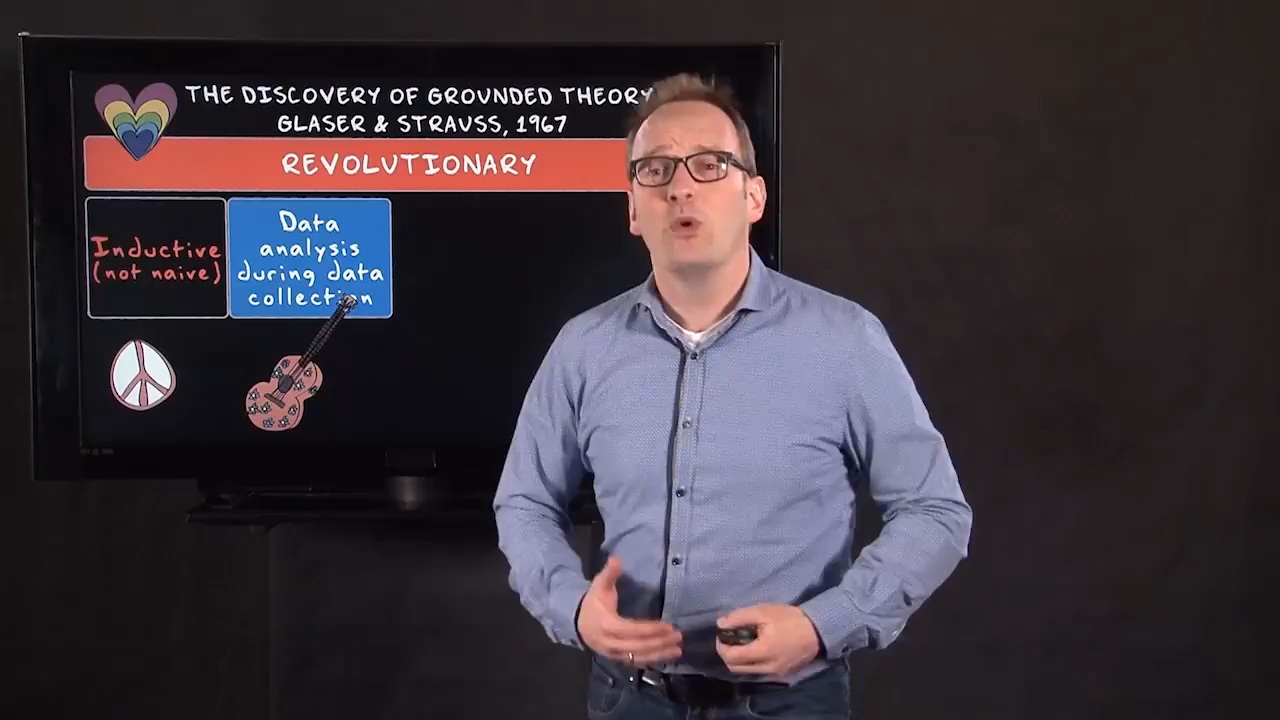 THE DISCOVERY OF GROUNDED THEORY
GLASER & STRAUSS, 1967
REVOLUTIONARY
Inductive
(not naive)
Data
analysis
during data
collection